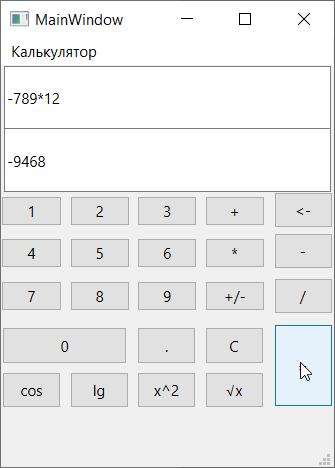 MainWindow
Калькулятор
-789*12
-9468
1 2 3 + <-
4 5 6 * -
7 8 9 +/- /
0 . C
cos lg x^2 √x